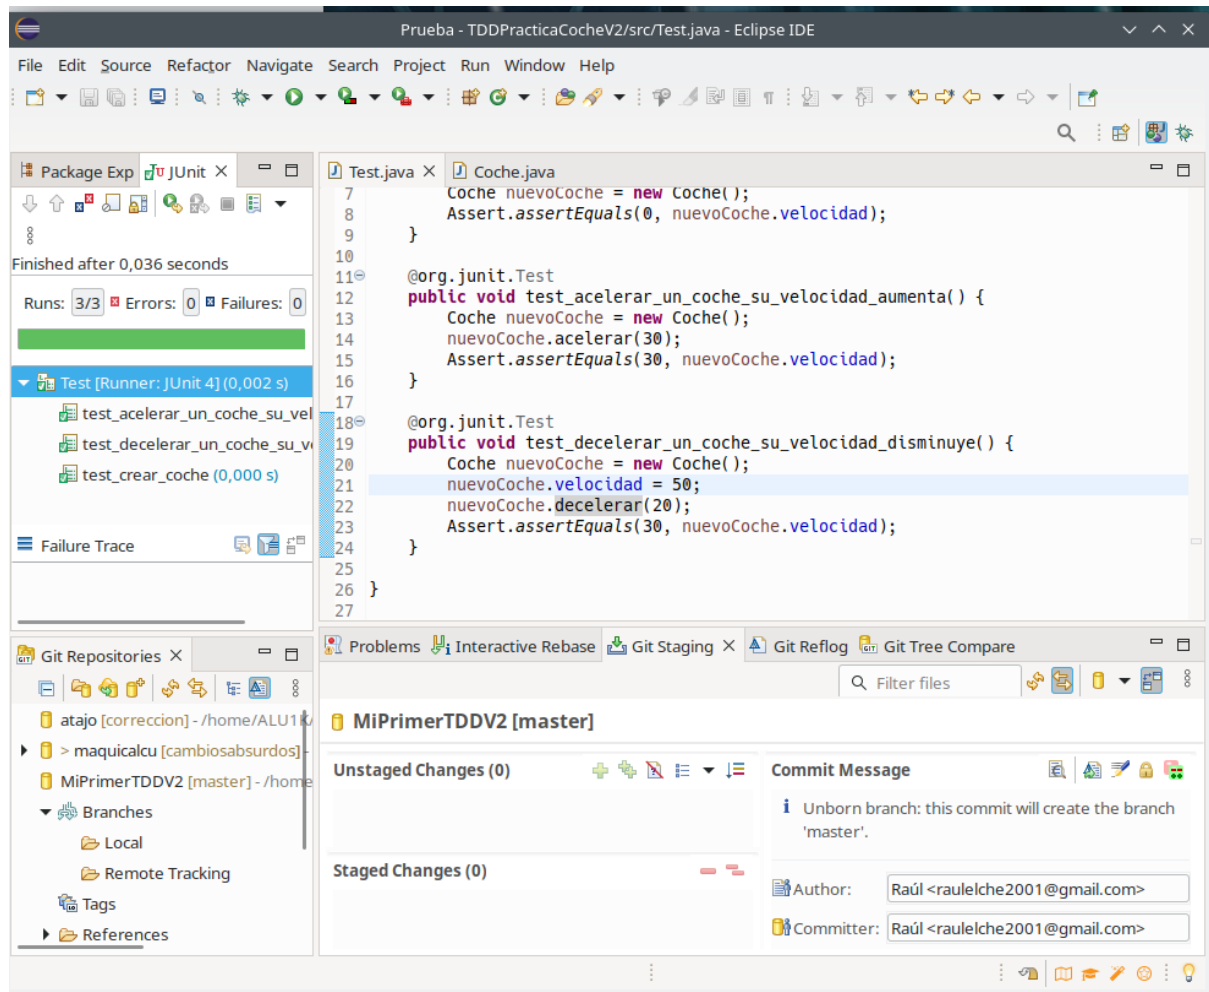 Prueba - TDDPracticaCocheV2/src/Test.java - Eclipse IDE
File Edit Source Refactor Navigate Search Project Run Window Help
Package Exp JUnit
Finished after 0,036 seconds
Runs: 3/3 Errors: 0 Failures: 0
Test [Runner: JUnit 4] (0,002 s)
test_acelerar_un_coche_su_vel
test_decelerar_un_coche_su_v
test_crear_coche (0,000 s)
Failure Trace
Test.java Coche.java
7 Coche nuevoCoche = new Coche();
8 Assert.assertEquals(0, nuevoCoche.velocidad);
9 }
10
11 @org.junit.Test
12 public void test_acelerar_un_coche_su_velocidad_aumenta() {
13 Coche nuevoCoche = new Coche();
14 nuevoCoche.acelerar(30);
15 Assert.assertEquals(30, nuevoCoche.velocidad);
16 }
17
18 @org.junit.Test
19 public void test_decelerar_un_coche_su_velocidad_disminuye() {
20 Coche nuevoCoche = new Coche();
21 nuevoCoche.velocidad = 50;
22 nuevoCoche.decelerar(20);
23 Assert.assertEquals(30, nuevoCoche.velocidad);
24 }
25
26 }
27
Git Repositories
atajo [correccion] - /home/ALU1K/
> maquicalcu [cambiosabsurdos] -
MiPrimerTDDV2 [master] - /home
Branches
Local
Remote Tracking
Tags
References
Problems Interactive Rebase Git Staging Git Reflog Git Tree Compare
Filter files
MiPrimerTDDV2 [master]
Unstaged Changes (0)
Staged Changes (0)
Commit Message
Unborn branch: this commit will create the branch
'master'.
Author: Raúl <raulelche2001@gmail.com>
Committer: Raúl <raulelche2001@gmail.com>